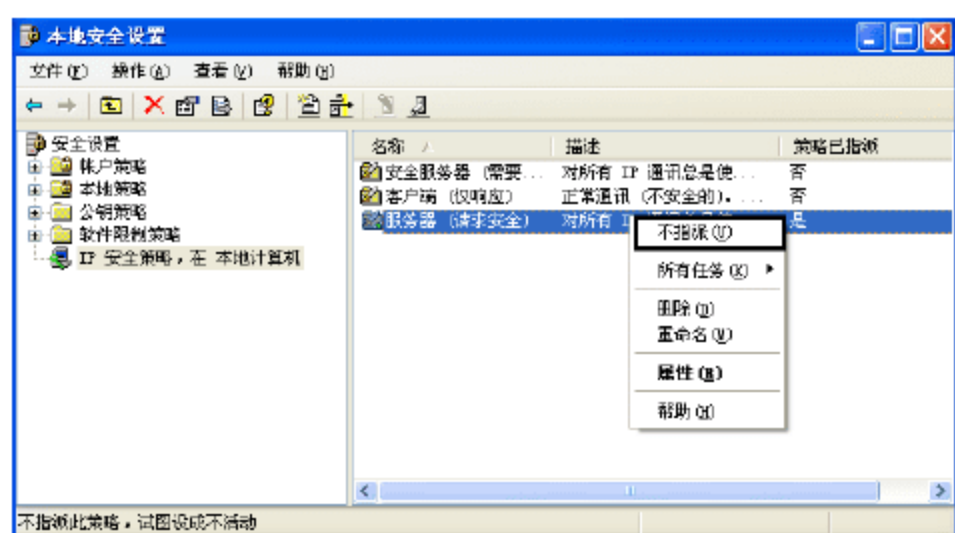 本地安全设置
文件(F) 操作(A) 查看(V) 帮助(H)
安全设置
帐户策略
本地策略
公钥策略
软件限制策略
IP 安全策略，在 本地计算机
名称 描述 策略已指派
安全服务器 (需要... 对所有 IP 通讯总是使... 否
客户端 (仅响应) 正常通讯 (不安全的)。... 否
服务器 (请求安全) 对所有 是
不指派(U)
所有任务(K)
删除(D)
重命名(M)
属性(R)
帮助(H)
不指派此策略，试图设成不活动